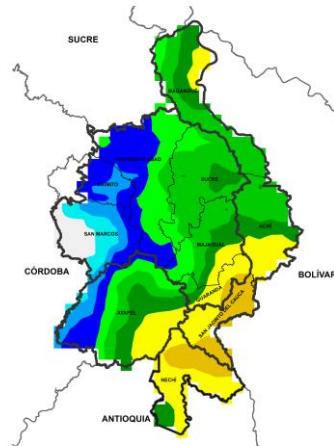 SUCRE
MAGANGUÉ
SAN BENITO ABAD
CAIMITO
SUCRE
SAN MARCOS
ACHÍ
MAJAGUAL
CÓRDOBA
BOLÍVAR
GUARANDA
AYAPEL
SAN JACINTO DEL CAUCA
NECHÍ
ANTIOQUIA